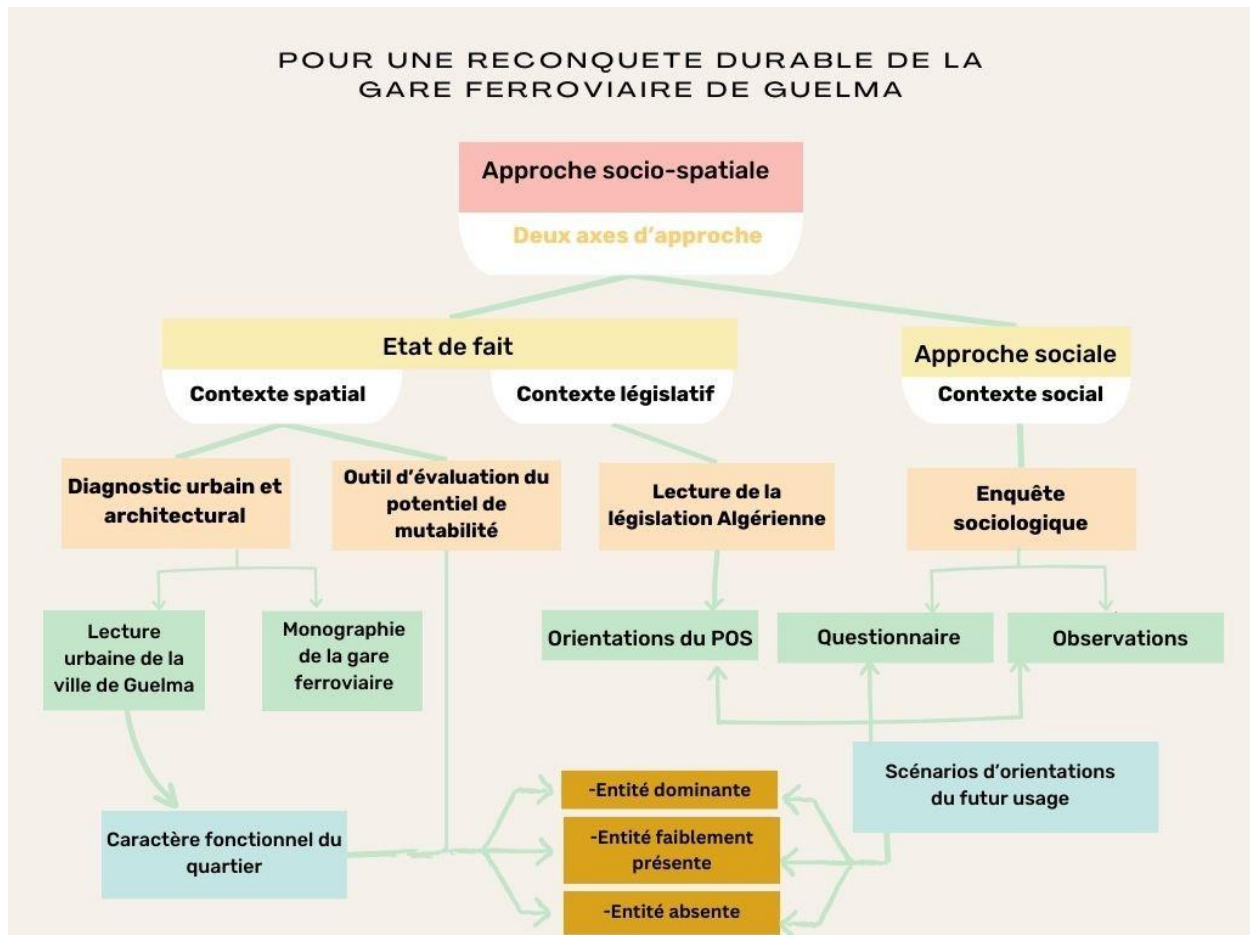 POUR UNE RECONQUETE DURABLE DE LA
GARE FERROVIAIRE DE GUELMA
Approche socio-spatiale
Deux axes d’approche
Etat de fait
Approche sociale
Contexte spatial
Contexte législatif
Contexte social
Diagnostic urbain et
architectural
Outil d’évaluation du
potentiel de
mutabilité
Lecture de la
législation Algérienne
Enquête
sociologique
Lecture
urbaine de la
ville de Guelma
Monographie
de la gare
ferroviaire
Orientations du POS
Questionnaire
Observations
Scénarios d’orientations
du futur usage
Caractère fonctionnel du
quartier
-Entité dominante
-Entité faiblement
présente
-Entité absente